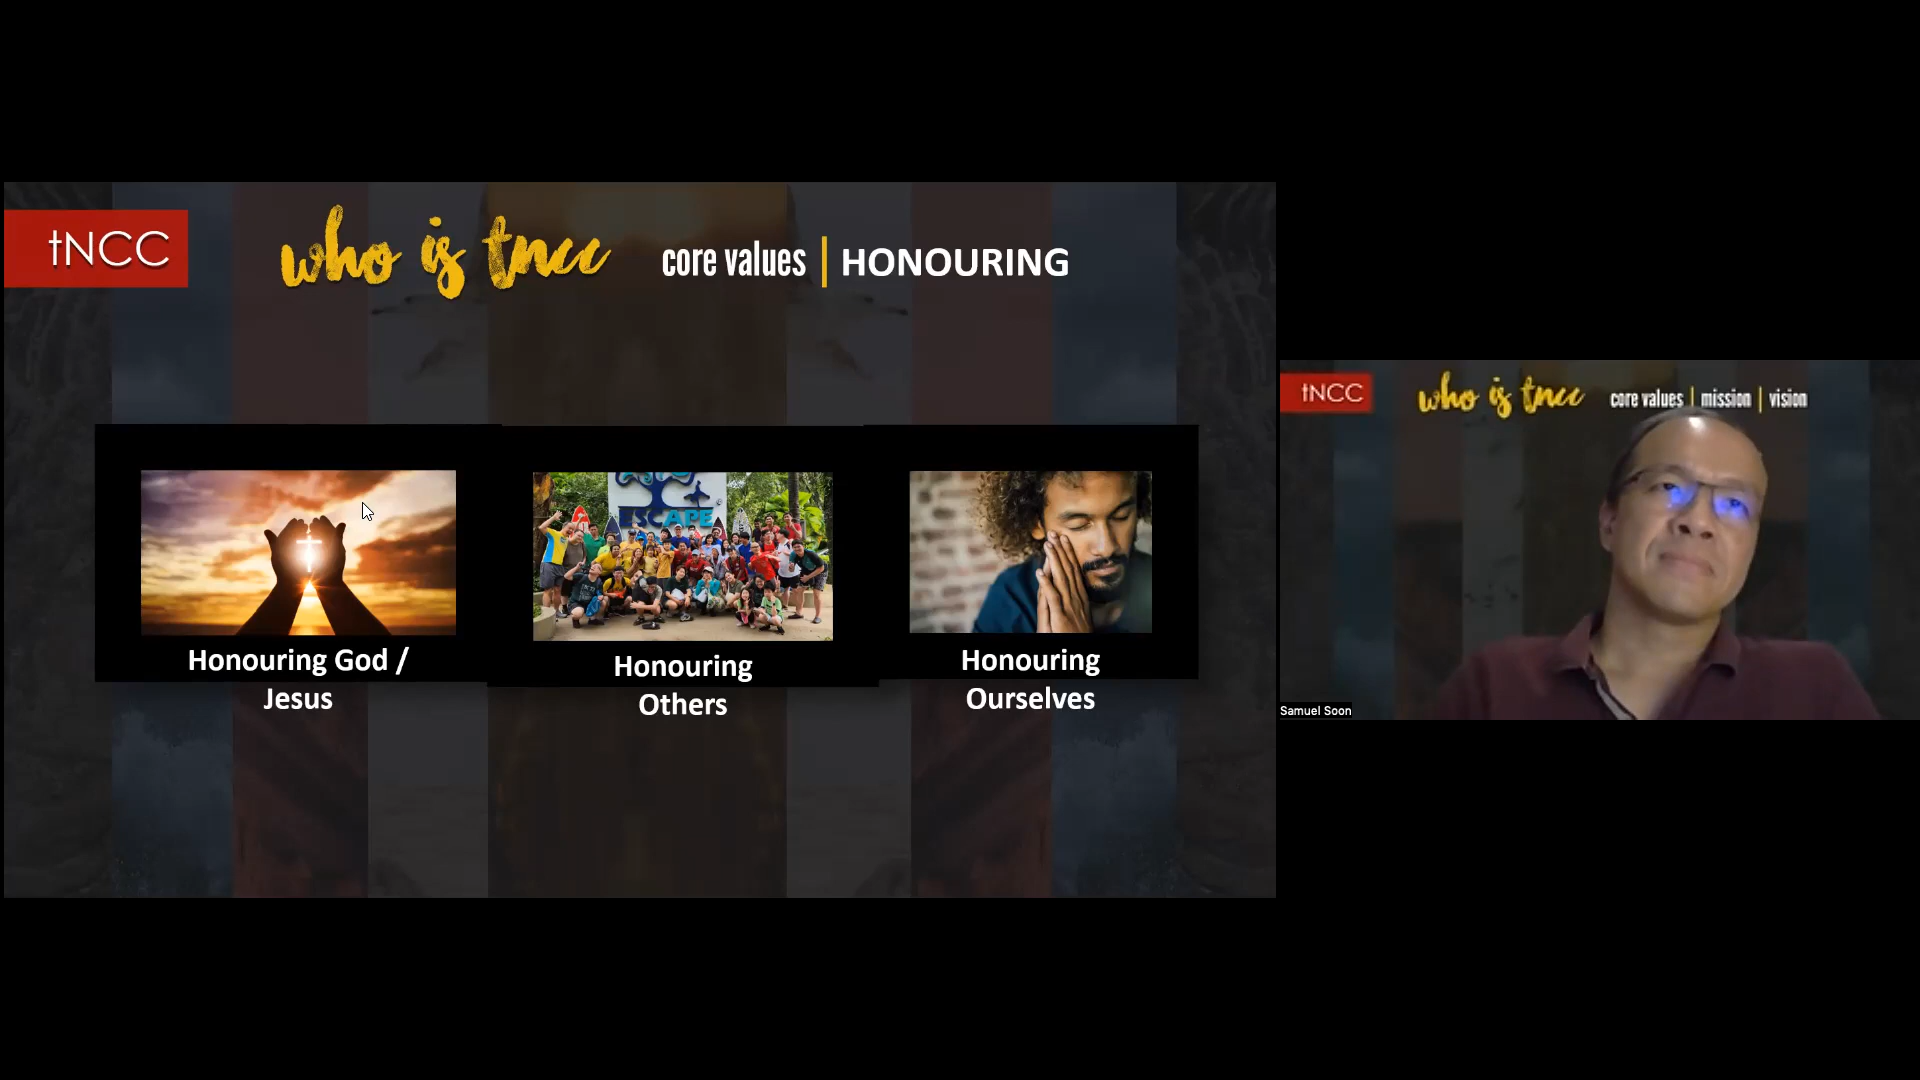 tNCC
who is tncc
core values | HONOURING
ESCAPE
Honouring God /
Jesus
Honouring
Others
Honouring
Ourselves
tNCC
who is tncc
core values | mission | vision
Samuel Soon